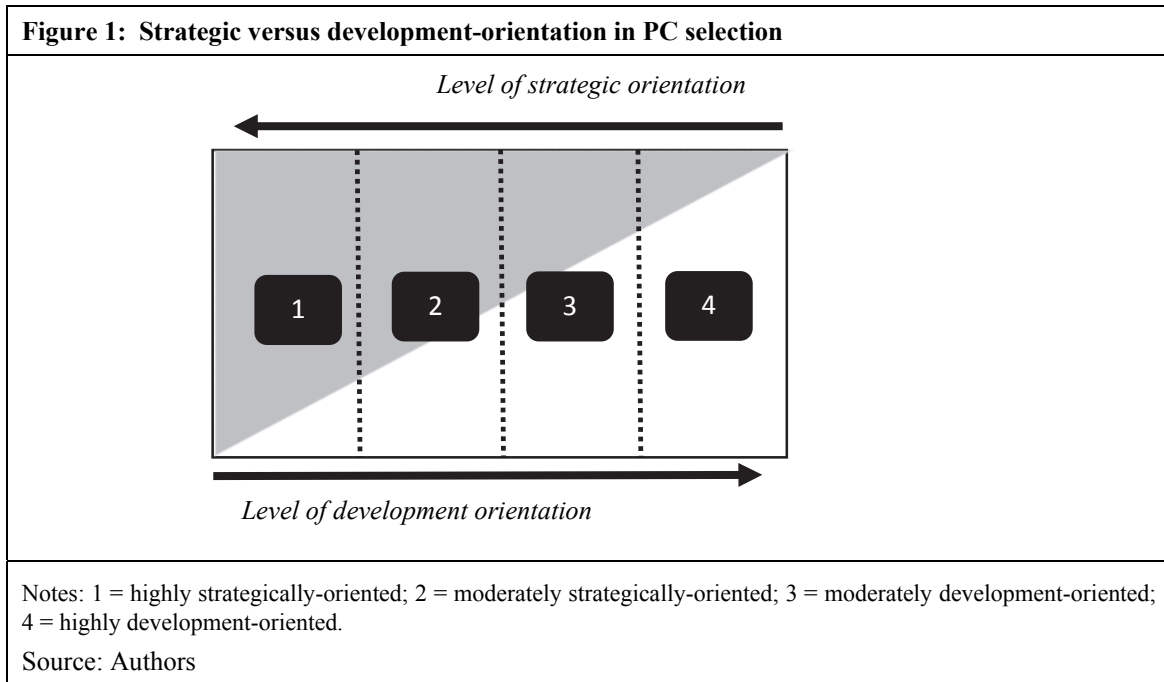 Figure 1:  Strategic versus development-orientation in PC selection
Level of strategic orientation
1 2 3 4
Level of development orientation
Notes: 1 = highly strategically-oriented; 2 = moderately strategically-oriented; 3 = moderately development-oriented;
4 = highly development-oriented.
Source: Authors